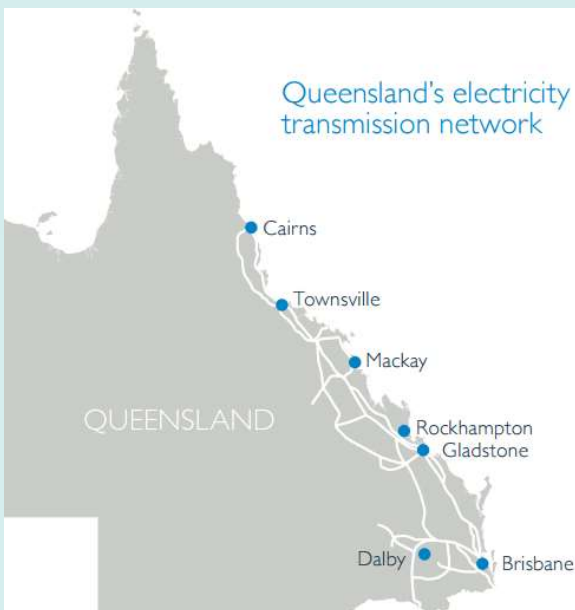 Queensland's electricity
transmission network
Cairns
Townsville
Mackay
QUEENSLAND
Rockhampton
Gladstone
Dalby
Brisbane